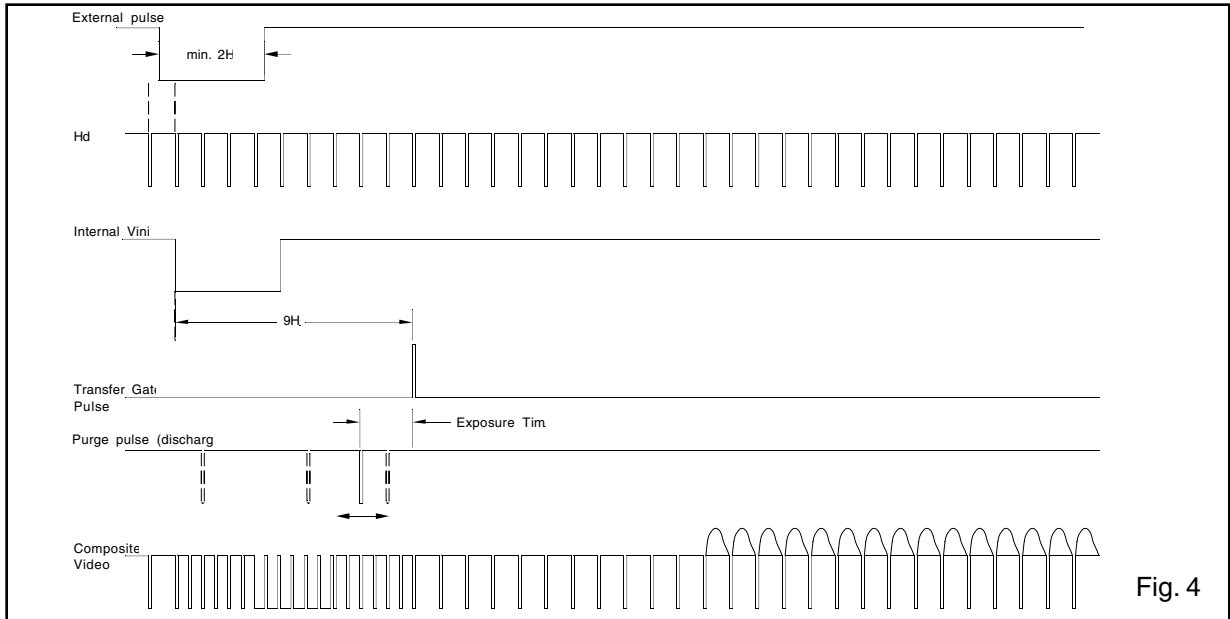 External pulse
min. 2H
Hd
Internal Vini
9H
Transfer Gate
Pulse
Exposure Tim
Purge pulse (discharg
Composite
Video
Fig. 4